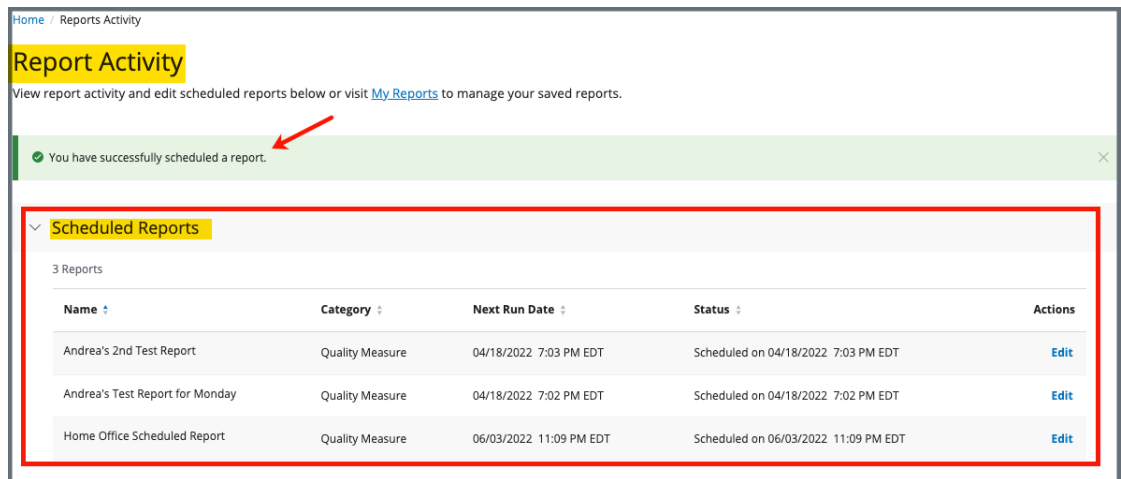 Home / Reports Activity
Report Activity
View report activity and edit scheduled reports below or visit My Reports to manage your saved reports.
You have successfully scheduled a report.
Scheduled Reports
3 Reports
Name Category Next Run Date Status Actions
Andrea's 2nd Test Report Quality Measure 04/18/2022 7:03 PM EDT Scheduled on 04/18/2022 7:03 PM EDT Edit
Andrea's Test Report for Monday Quality Measure 04/18/2022 7:02 PM EDT Scheduled on 04/18/2022 7:02 PM EDT Edit
Home Office Scheduled Report Quality Measure 06/03/2022 11:09 PM EDT Scheduled on 06/03/2022 11:09 PM EDT Edit